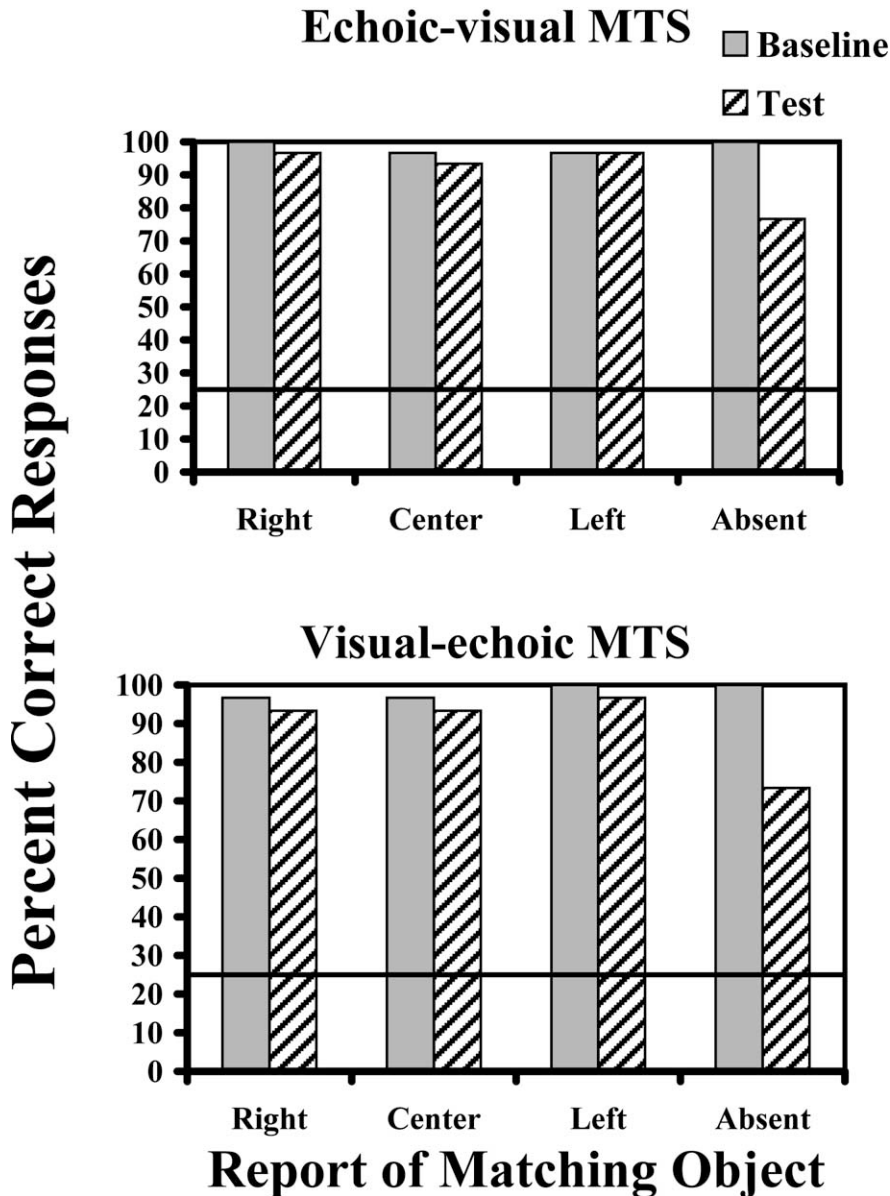 Echoic-visual MTS
Baseline
Test
100
90
80
70
60
50
40
30
20
10
0
Right Center Left Absent
Percent Correct Responses
Visual-echoic MTS
100
90
80
70
60
50
40
30
20
10
0
Right Center Left Absent
Report of Matching Object